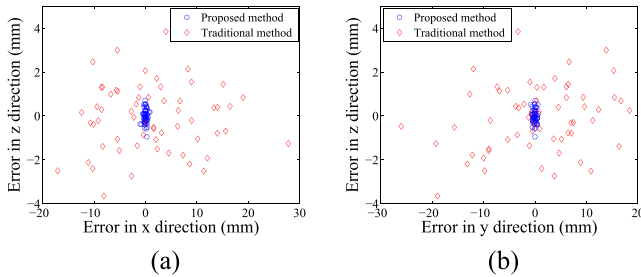 Proposed method
Traditional method
Error in z direction (mm)
5
4
2
0
−2
−4
−20
−10
0
10
20
30
Error in x direction (mm)
(a)
Proposed method
Traditional method
Error in z direction (mm)
5
4
2
0
−2
−4
−30
−20
−10
0
10
20
Error in y direction (mm)
(b)